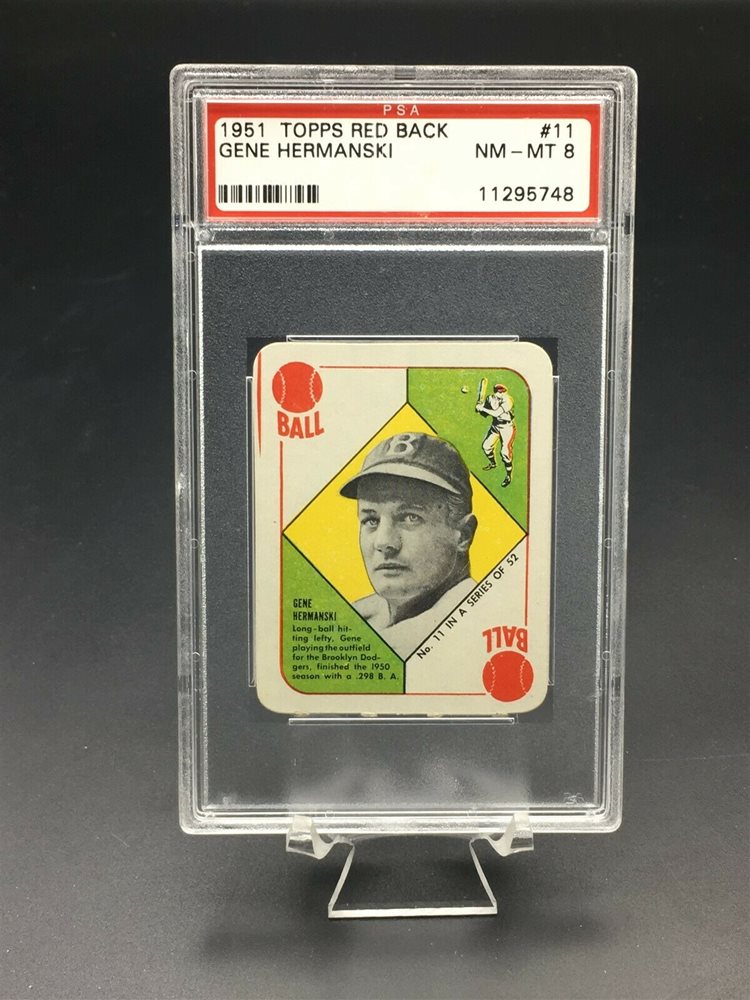 PSA
1951 TOPPS RED BACK #11
GENE HERMANSKI NM-MT 8
11295748
BALL
B
GENE
HERMANSKI
Long-ball hit-
ting lefty, Gene
playing the outfield
for the Brooklyn Dod-
gers, finished the 1950
season with a .298 B. A.
No. 11 IN A SERIES OF 52
BALL